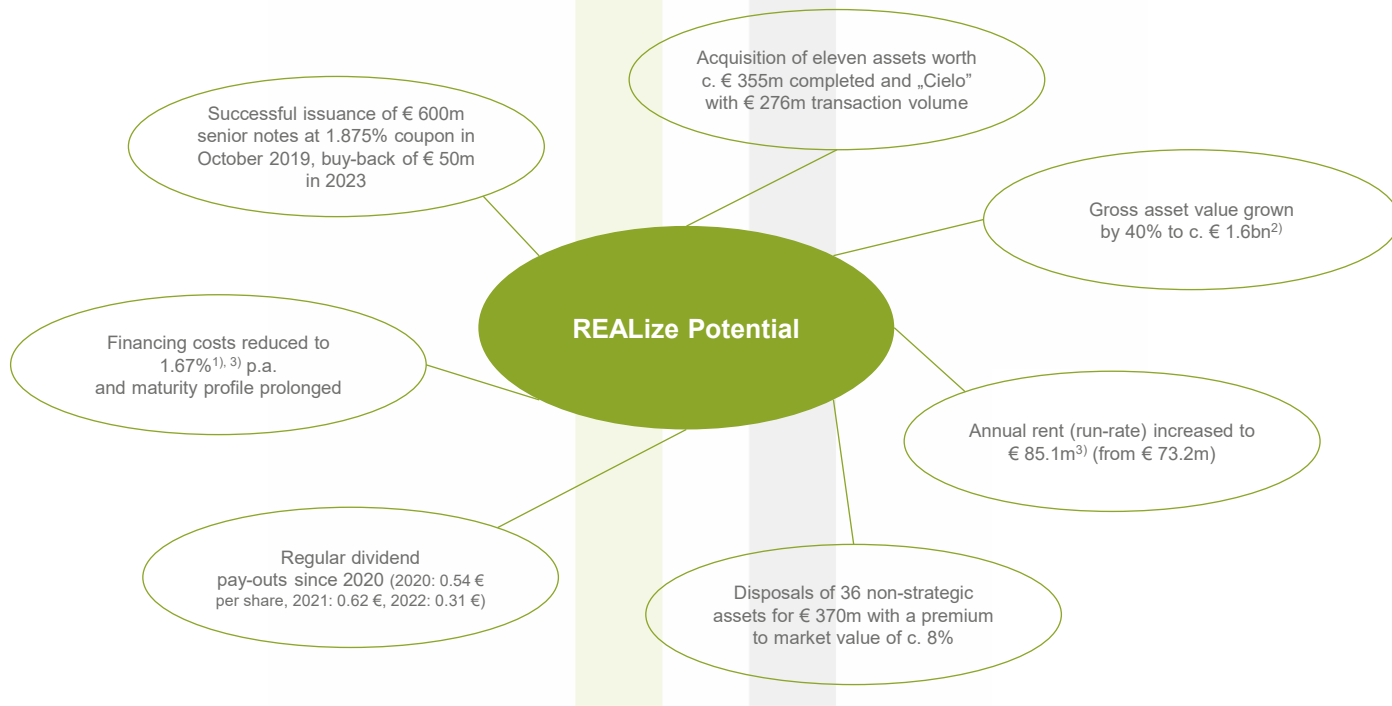 Acquisition of eleven assets worth
c. € 355m completed and „Cielo”
with € 276m transaction volume
Successful issuance of € 600m
senior notes at 1.875% coupon in
October 2019, buy-back of € 50m
in 2023
Gross asset value grown
by 40% to c. € 1.6bn2)
REALize Potential
Financing costs reduced to
1.67%1), 3) p.a.
and maturity profile prolonged
Annual rent (run-rate) increased to
€ 85.1m3) (from € 73.2m)
Regular dividend
pay-outs since 2020 (2020: 0.54 €
per share, 2021: 0.62 €, 2022: 0.31 €)
Disposals of 36 non-strategic
assets for € 370m with a premium
to market value of c. 8%